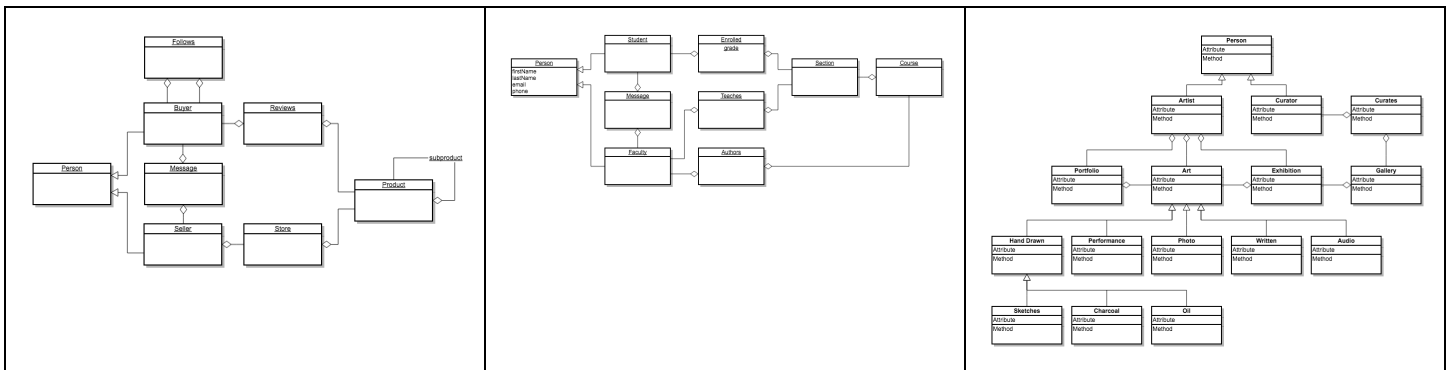 Follows
Buyer
Reviews
Person
Message
subproduct
Product
Seller
Store
Student
Enrolled
grade
Person
firstName
lastName
email
phone
Section
Course
Message
Teaches
Faculty
Authors
Person
Attribute
Method
Artist
Attribute
Method
Curator
Attribute
Method
Curates
Attribute
Method
Portfolio
Attribute
Method
Art
Attribute
Method
Exhibition
Attribute
Method
Gallery
Attribute
Method
Hand Drawn
Attribute
Method
Performance
Attribute
Method
Photo
Attribute
Method
Written
Attribute
Method
Audio
Attribute
Method
Sketches
Attribute
Method
Charcoal
Attribute
Method
Oil
Attribute
Method